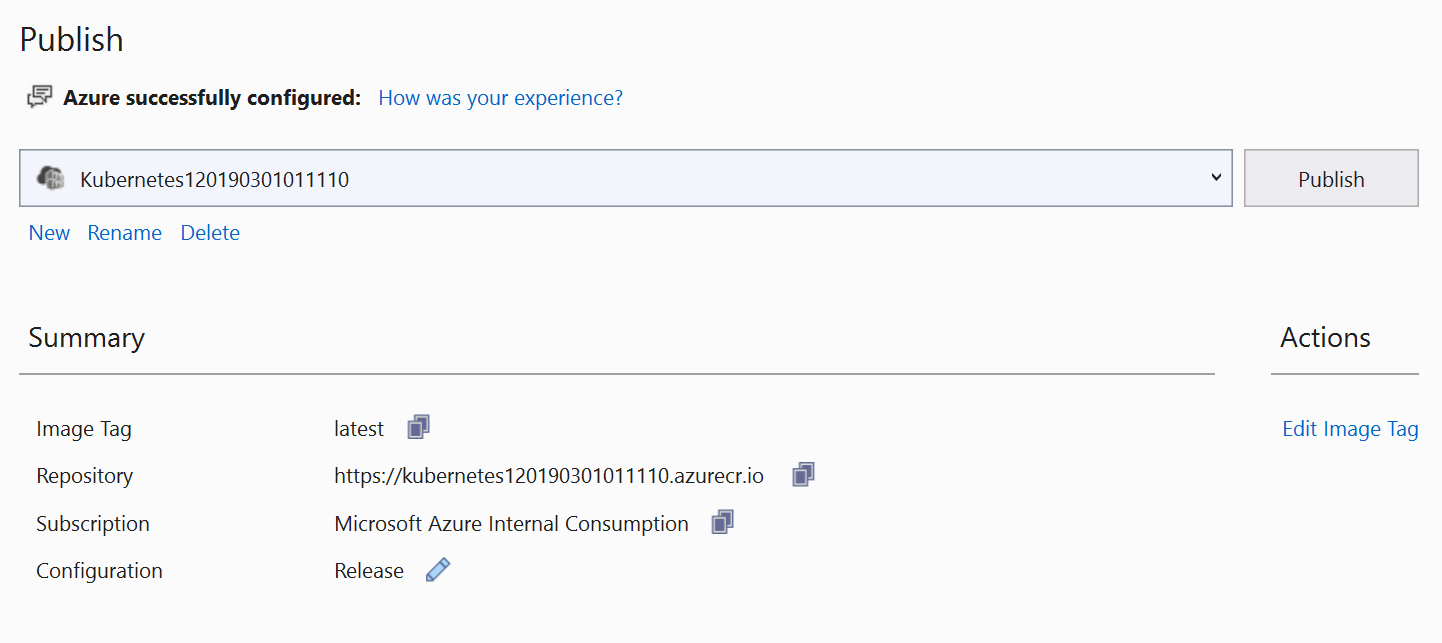 Publish
Azure successfully configured: How was your experience?
Kubernetes120190301011110 Publish
New Rename Delete
Summary Actions
Image Tag latest Edit Image Tag
Repository https://kubernetes120190301011110.azurecr.io
Subscription Microsoft Azure Internal Consumption
Configuration Release